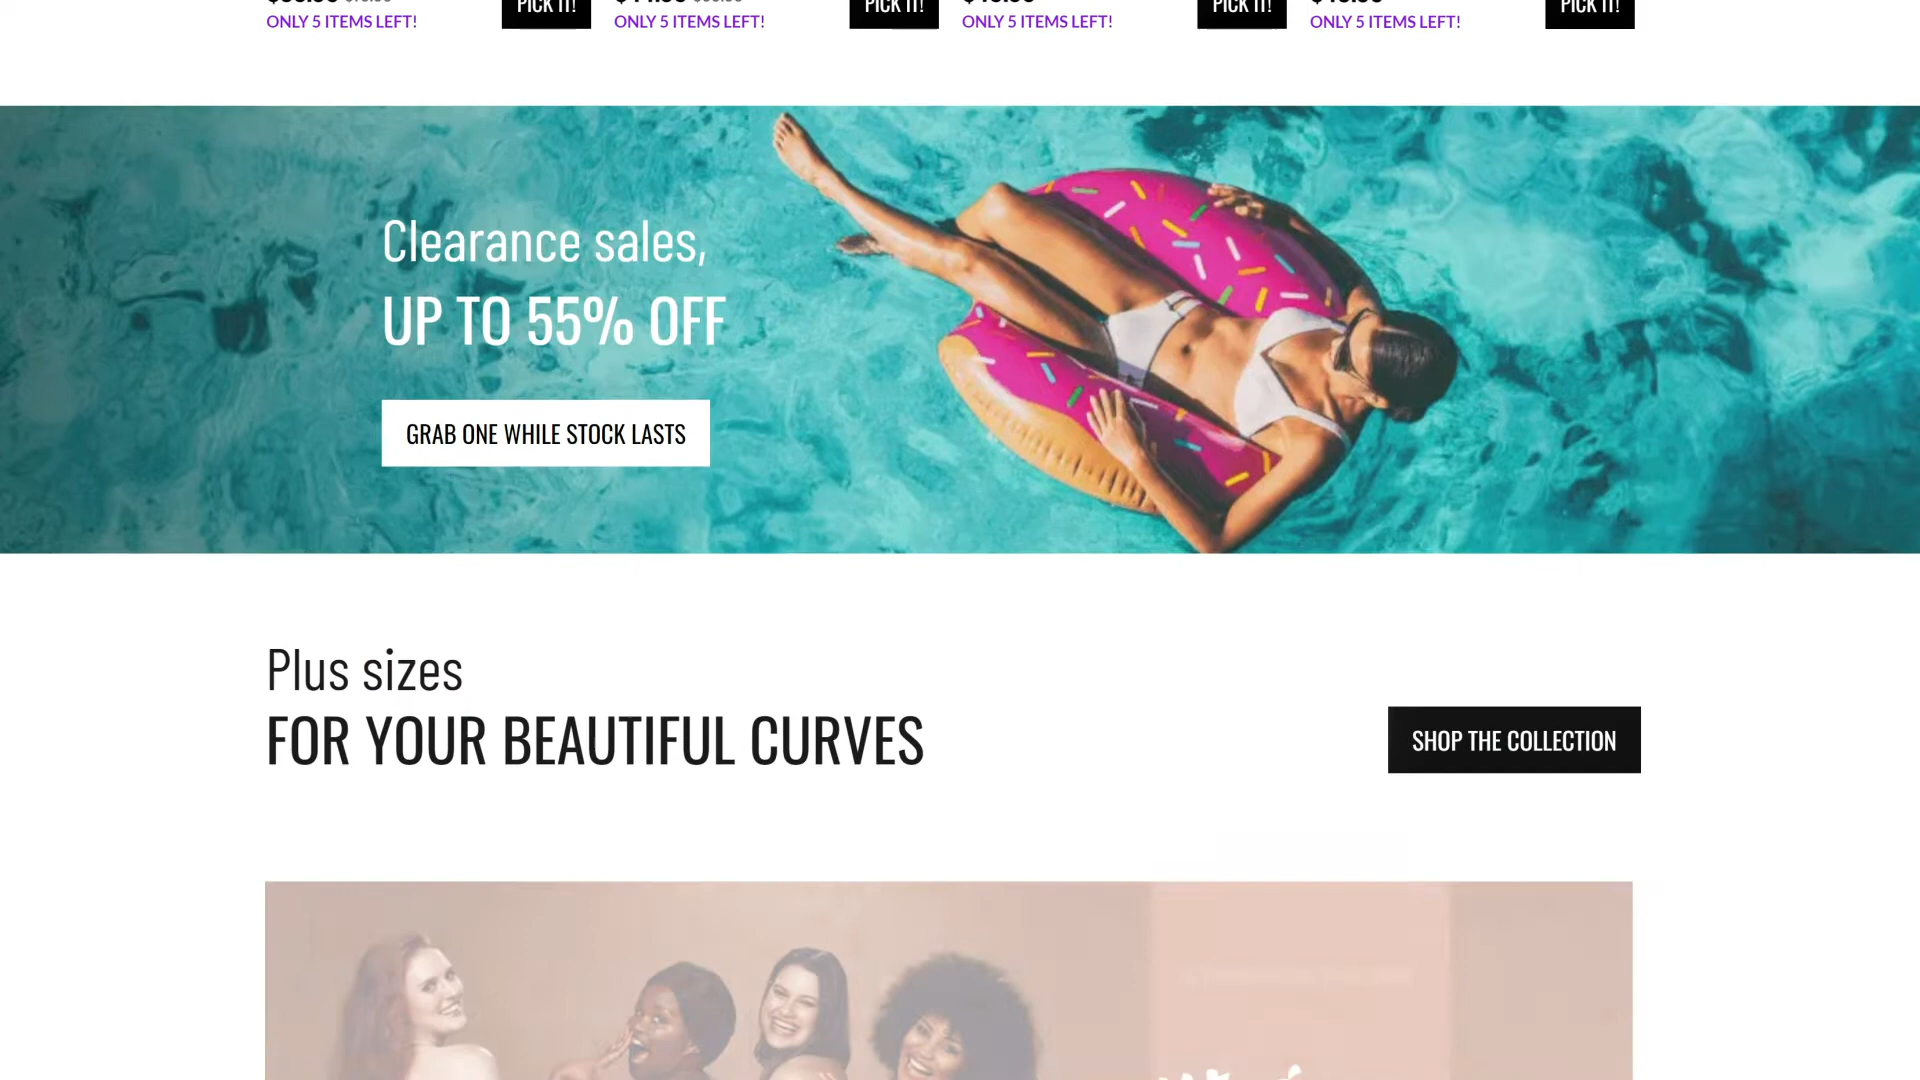 PICK IT!
PICK IT!
PICK IT!
PICK IT!
ONLY 5 ITEMS LEFT!
ONLY 5 ITEMS LEFT!
ONLY 5 ITEMS LEFT!
ONLY 5 ITEMS LEFT!
Clearance sales,
UP TO 55% OFF
GRAB ONE WHILE STOCK LASTS
Plus sizes
FOR YOUR BEAUTIFUL CURVES
SHOP THE COLLECTION